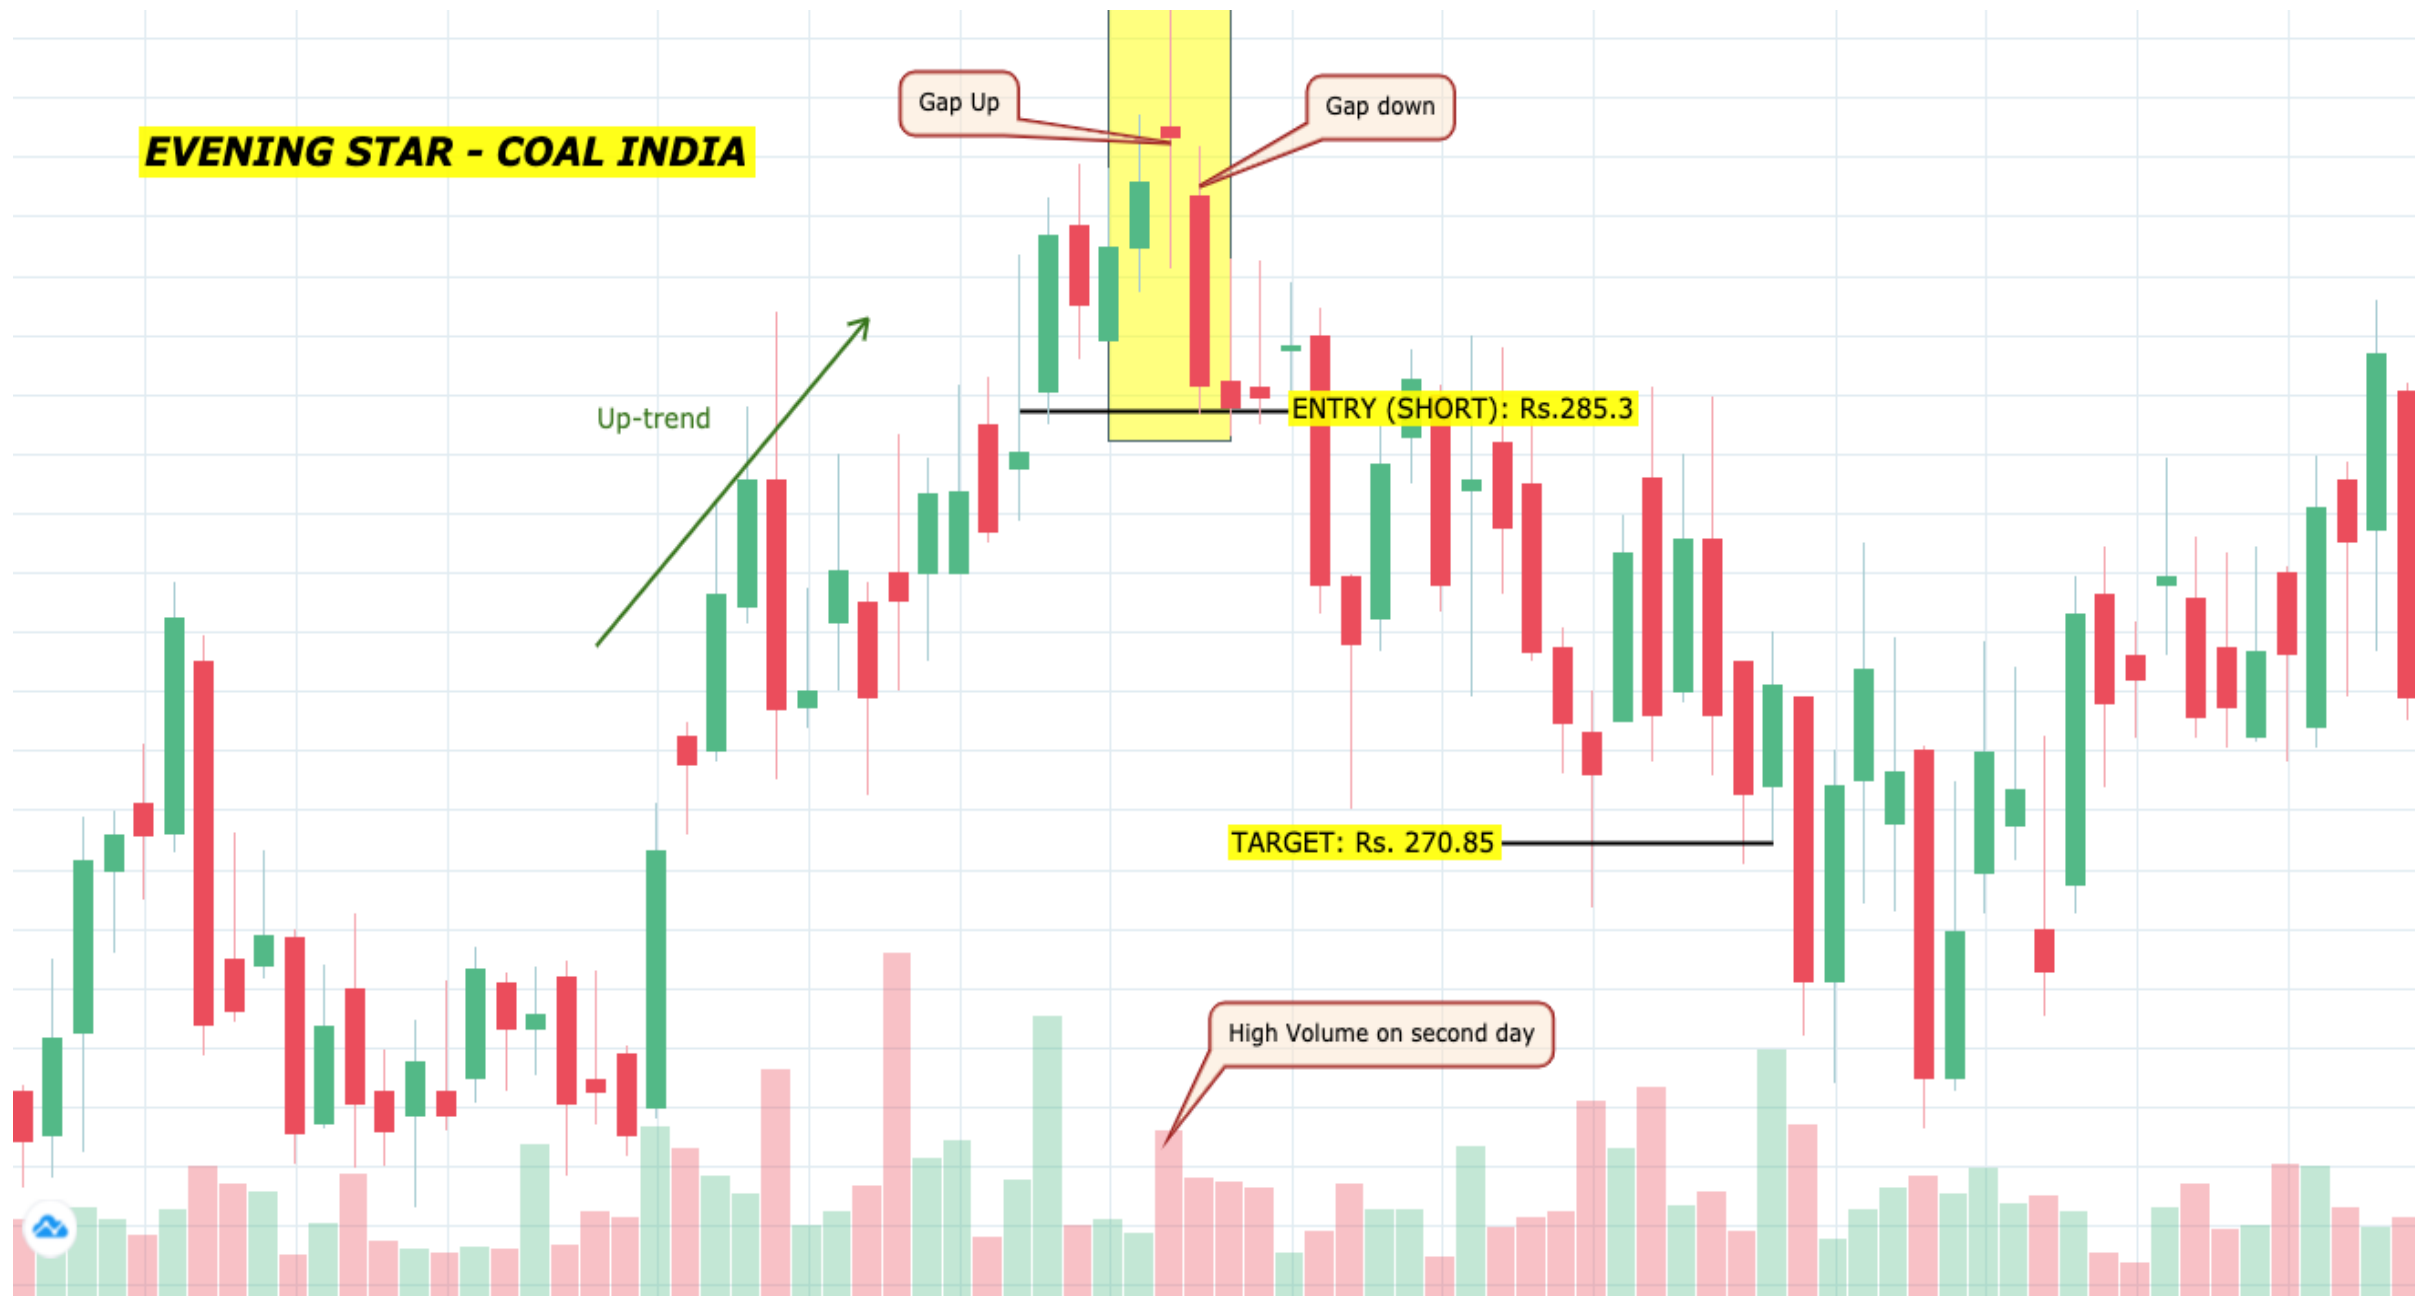 Gap Up
Gap down
EVENING STAR - COAL INDIA
Up-trend
ENTRY (SHORT): Rs.285.3
TARGET: Rs. 270.85
High Volume on second day